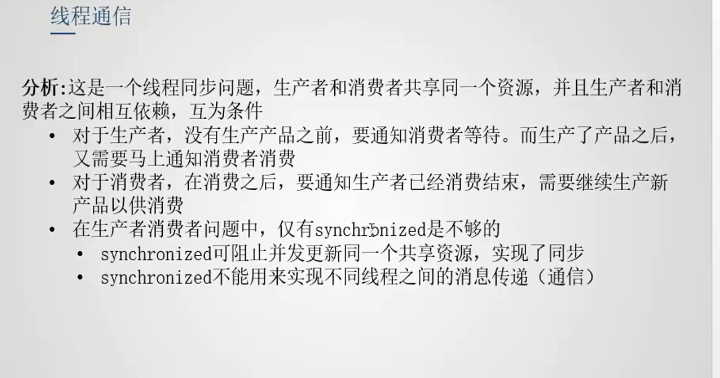 线程通信
分析:这是一个线程同步问题，生产者和消费者共享同一个资源，并且生产者和消
费者之间相互依赖，互为条件
• 对于生产者，没有生产产品之前，要通知消费者等待。而生产了产品之后，
又需要马上通知消费者消费
• 对于消费者，在消费之后，要通知生产者已经消费结束，需要继续生产新
产品以供消费
• 在生产者消费者问题中，仅有synchronized是不够的
• synchronized可阻止并发更新同一个共享资源，实现了同步
• synchronized不能用来实现不同线程之间的消息传递（通信）